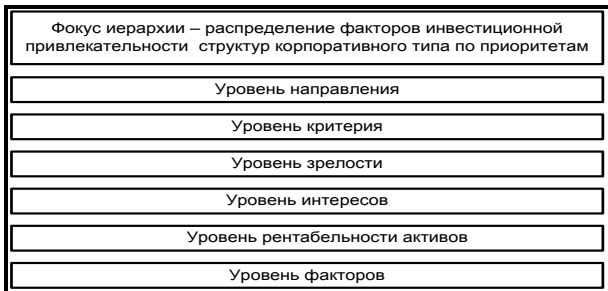 Фокус иерархии – распределение факторов инвестиционной
привлекательности структур корпоративного типа по приоритетам
Уровень направления
Уровень критерия
Уровень зрелости
Уровень интересов
Уровень рентабельности активов
Уровень факторов